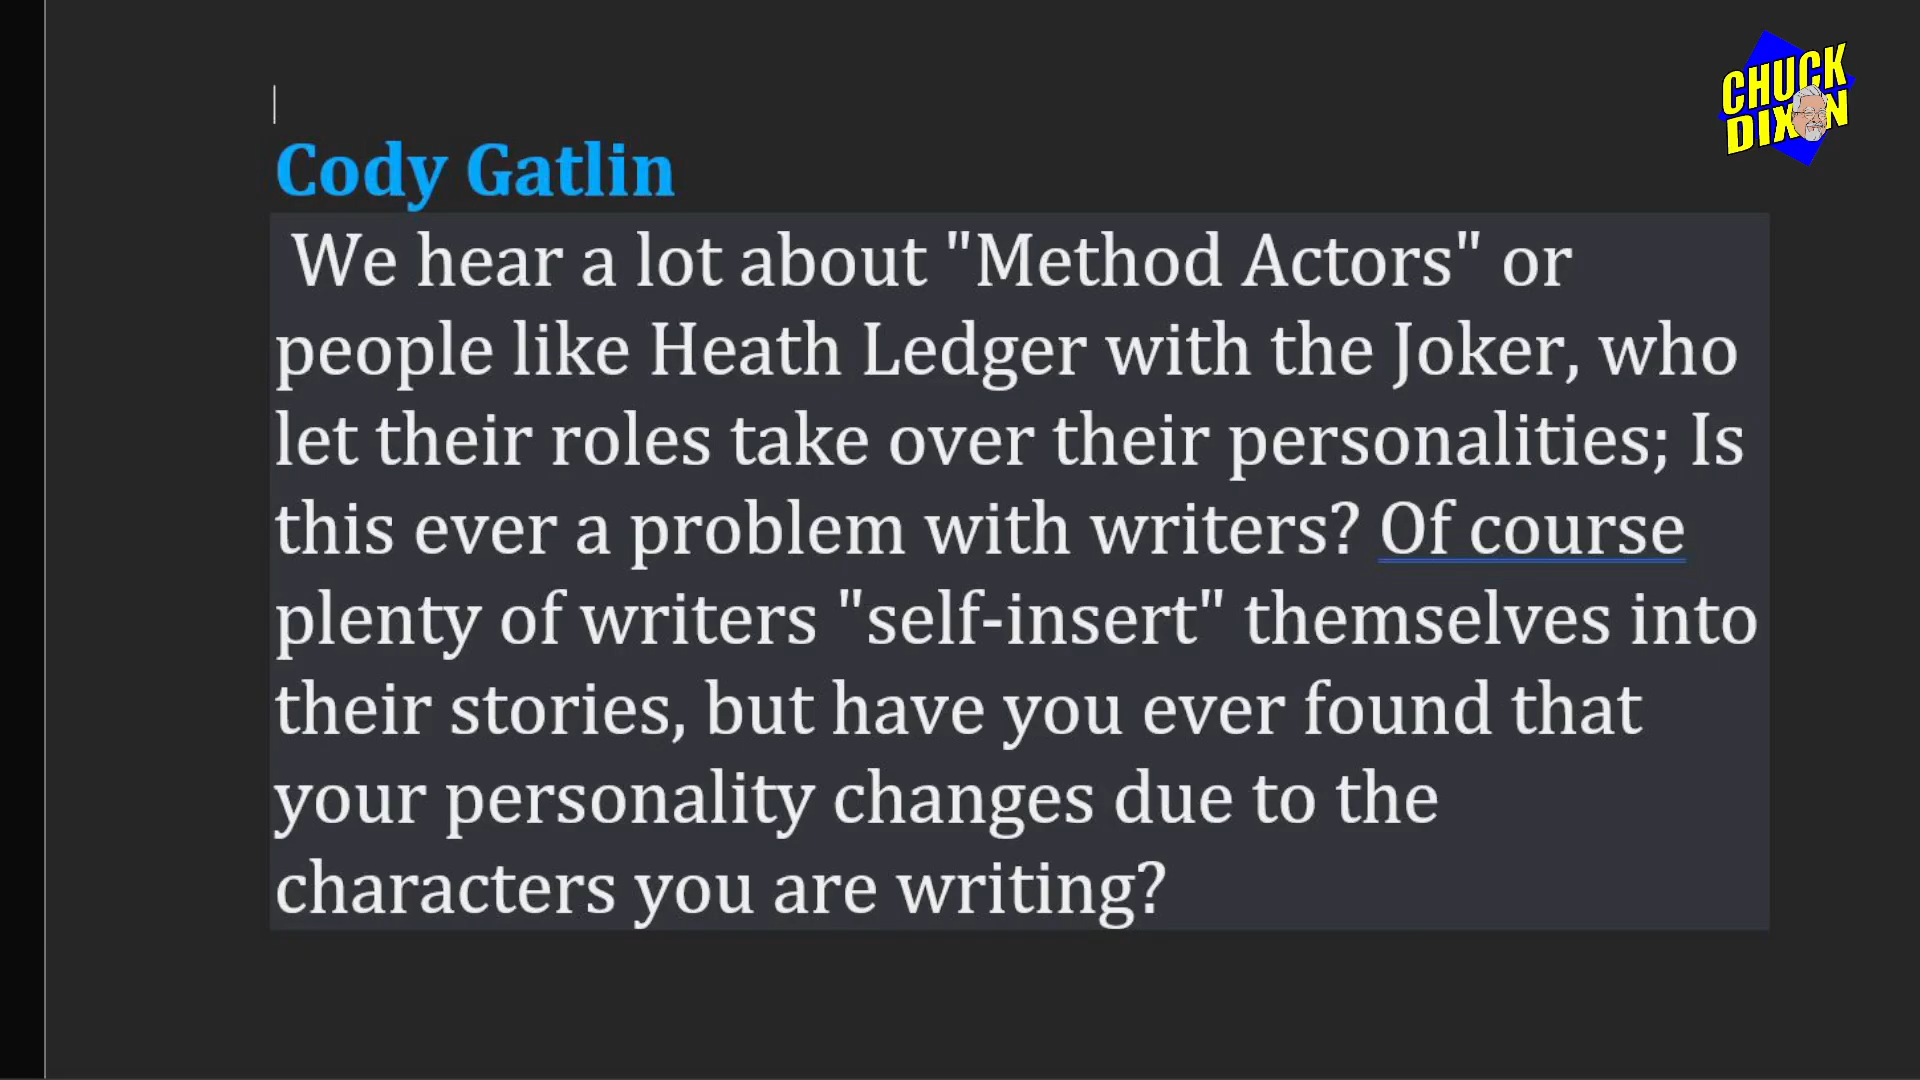 CHUCK
DIXON
Cody Gatlin
We hear a lot about "Method Actors" or
people like Heath Ledger with the Joker, who
let their roles take over their personalities; Is
this ever a problem with writers? Of course
plenty of writers "self-insert" themselves into
their stories, but have you ever found that
your personality changes due to the
characters you are writing?